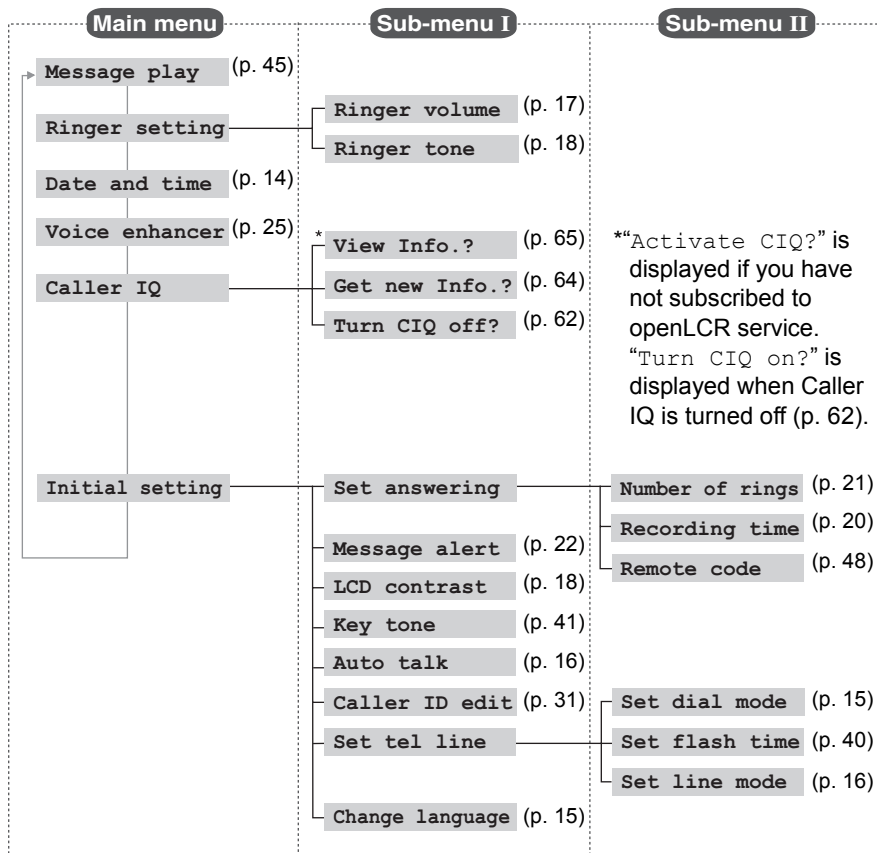 Main menu Sub-menu I Sub-menu II
Message play (p. 45)
Ringer setting Ringer volume (p. 17)
Ringer tone (p. 18)
Date and time (p. 14)
Voice enhancer (p. 25)
Caller IQ * View Info.? (p. 65)
Get new Info.? (p. 64)
Turn CIQ off? (p. 62)
*“Activate CIQ?” is
displayed if you have
not subscribed to
openLCR service.
“Turn CIQ on?” is
displayed when Caller
IQ is turned off (p. 62).
Initial setting Set answering Number of rings (p. 21)
Recording time (p. 20)
Remote code (p. 48)
Message alert (p. 22)
LCD contrast (p. 18)
Key tone (p. 41)
Auto talk (p. 16)
Caller ID edit (p. 31)
Set tel line Set dial mode (p. 15)
Set flash time (p. 40)
Set line mode (p. 16)
Change language (p. 15)